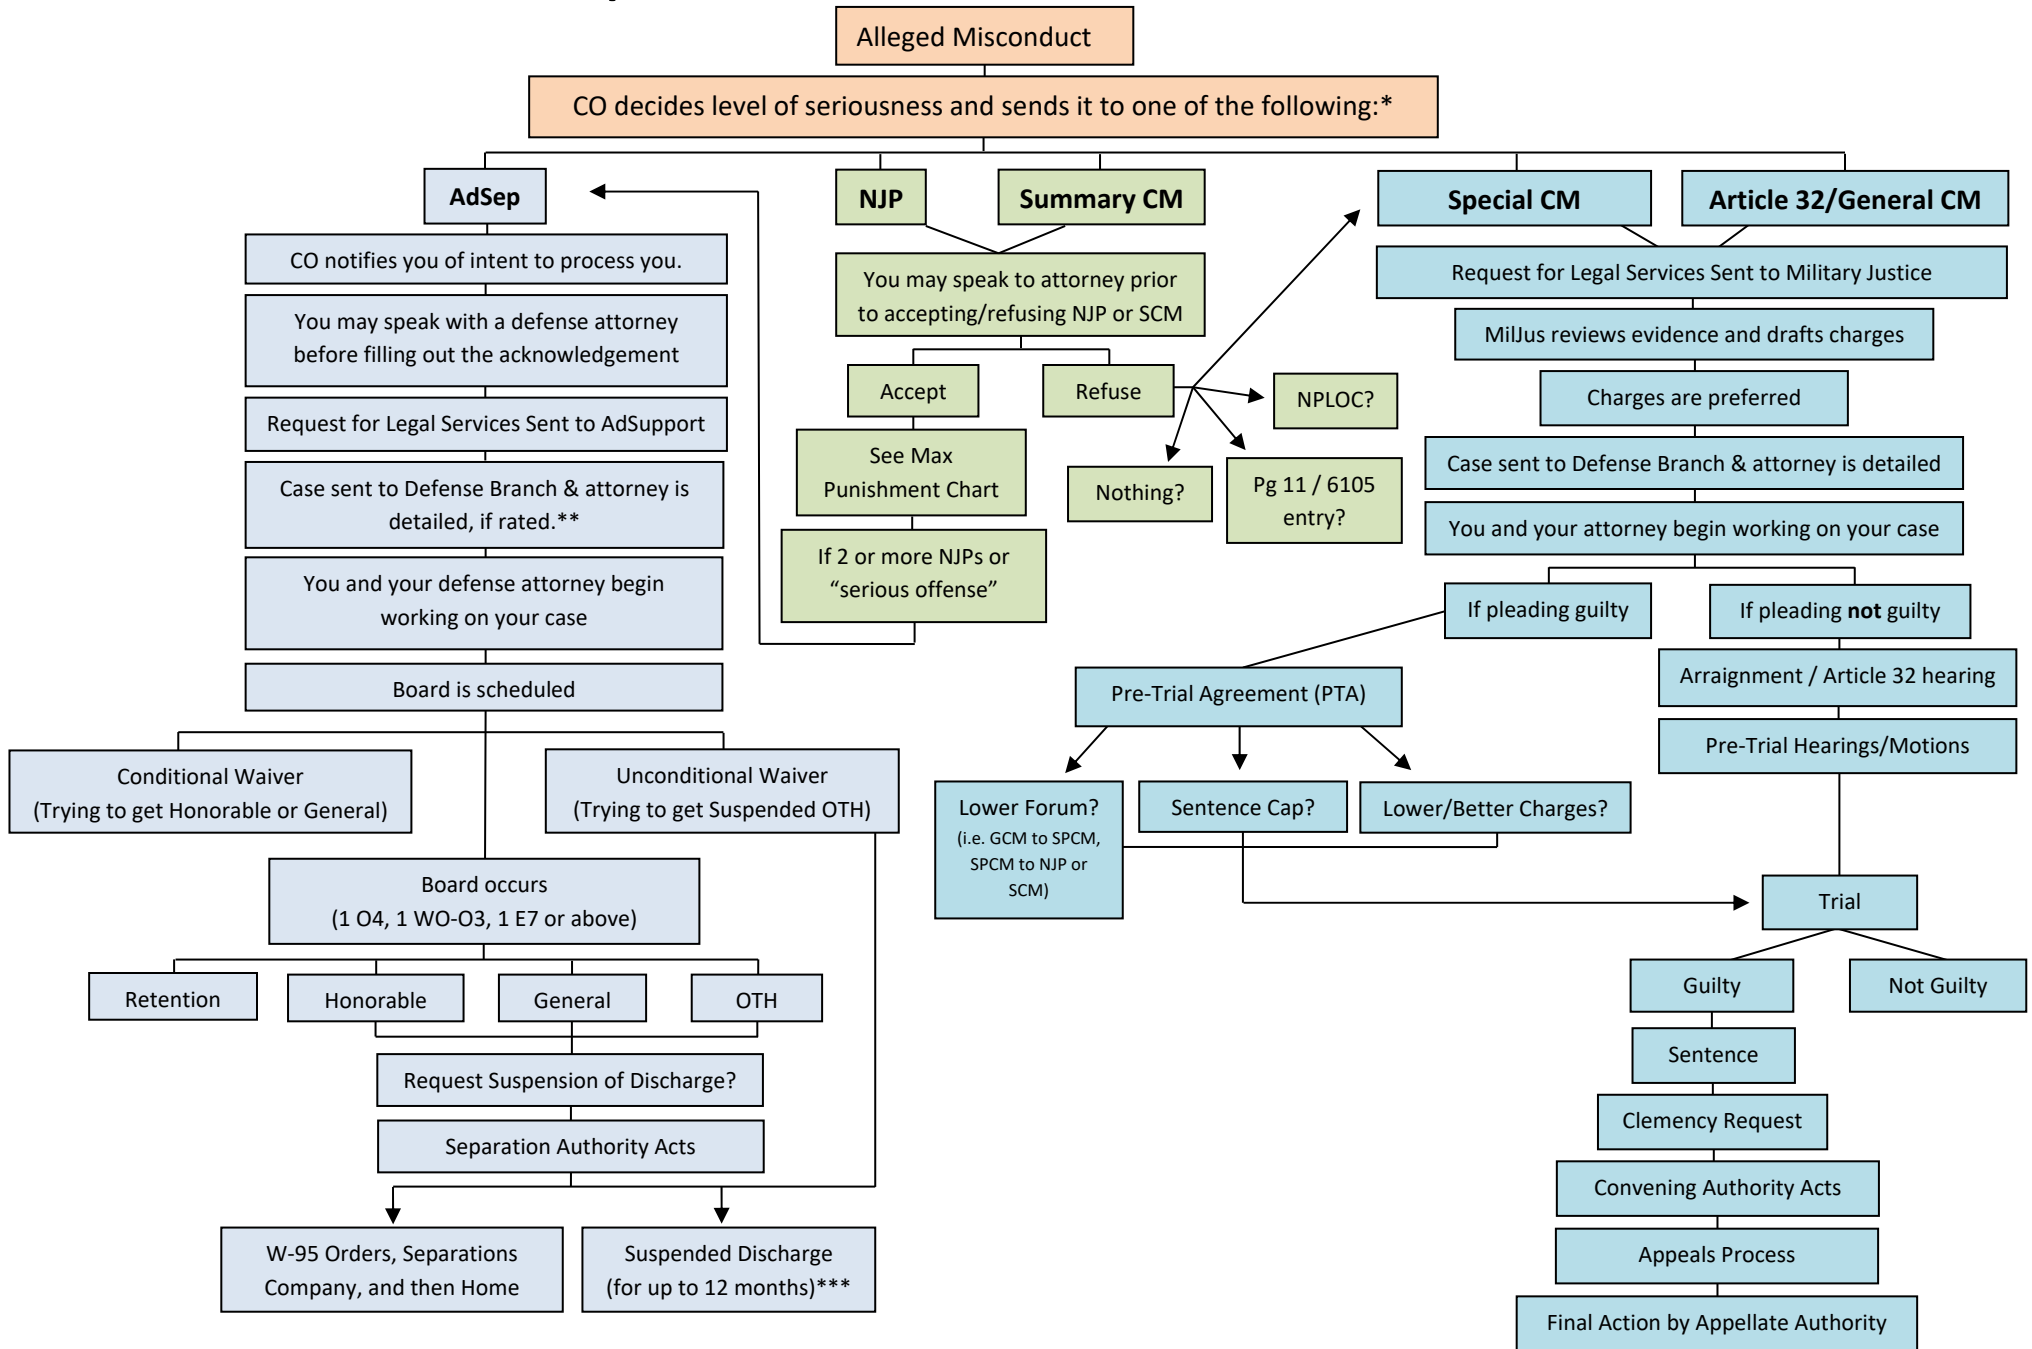 Alleged Misconduct
CO decides level of seriousness and sends it to one of the following:*
AdSep
NJP
Summary CM
Special CM
Article 32/General CM
CO notifies you of intent to process you.
You may speak with a defense attorney
before filling out the acknowledgement
Request for Legal Services Sent to AdSupport
Case sent to Defense Branch & attorney is
detailed, if rated.**
You and your defense attorney begin
working on your case
Board is scheduled
Conditional Waiver
(Trying to get Honorable or General)
Unconditional Waiver
(Trying to get Suspended OTH)
Board occurs
(1 O4, 1 WO-O3, 1 E7 or above)
Retention
Honorable
General
OTH
Request Suspension of Discharge?
Separation Authority Acts
W-95 Orders, Separations
Company, and then Home
Suspended Discharge
(for up to 12 months)***
You may speak to attorney prior
to accepting/refusing NJP or SCM
Accept
Refuse
See Max
Punishment Chart
If 2 or more NJPs or
“serious offense”
NPLOC?
Nothing?
Pg 11 / 6105
entry?
Request for Legal Services Sent to Military Justice
MilJus reviews evidence and drafts charges
Charges are preferred
Case sent to Defense Branch & attorney is detailed
You and your attorney begin working on your case
If pleading guilty
If pleading not guilty
Pre-Trial Agreement (PTA)
Arraignment / Article 32 hearing
Pre-Trial Hearings/Motions
Lower Forum?
(i.e. GCM to SPCM,
SPCM to NJP or
SCM)
Sentence Cap?
Lower/Better Charges?
Trial
Guilty
Not Guilty
Sentence
Clemency Request
Convening Authority Acts
Appeals Process
Final Action by Appellate Authority